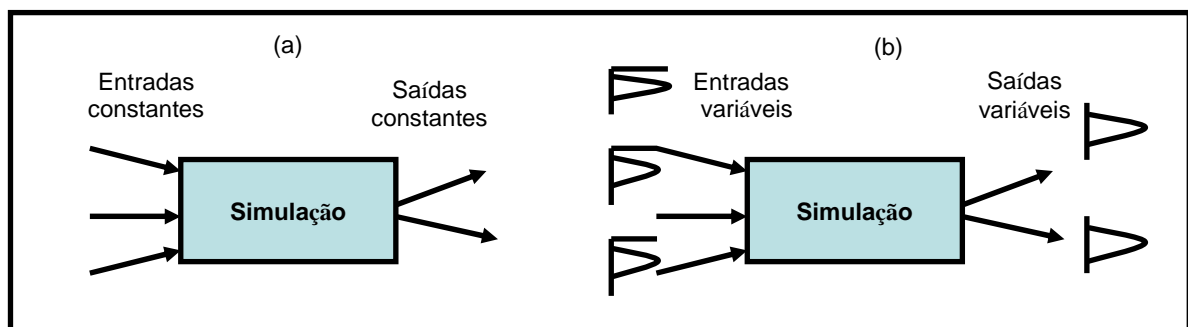 (a)
Entradas
constantes
Saídas
constantes
Simulação
(b)
Entradas
variáveis
Saídas
variáveis
Simulação